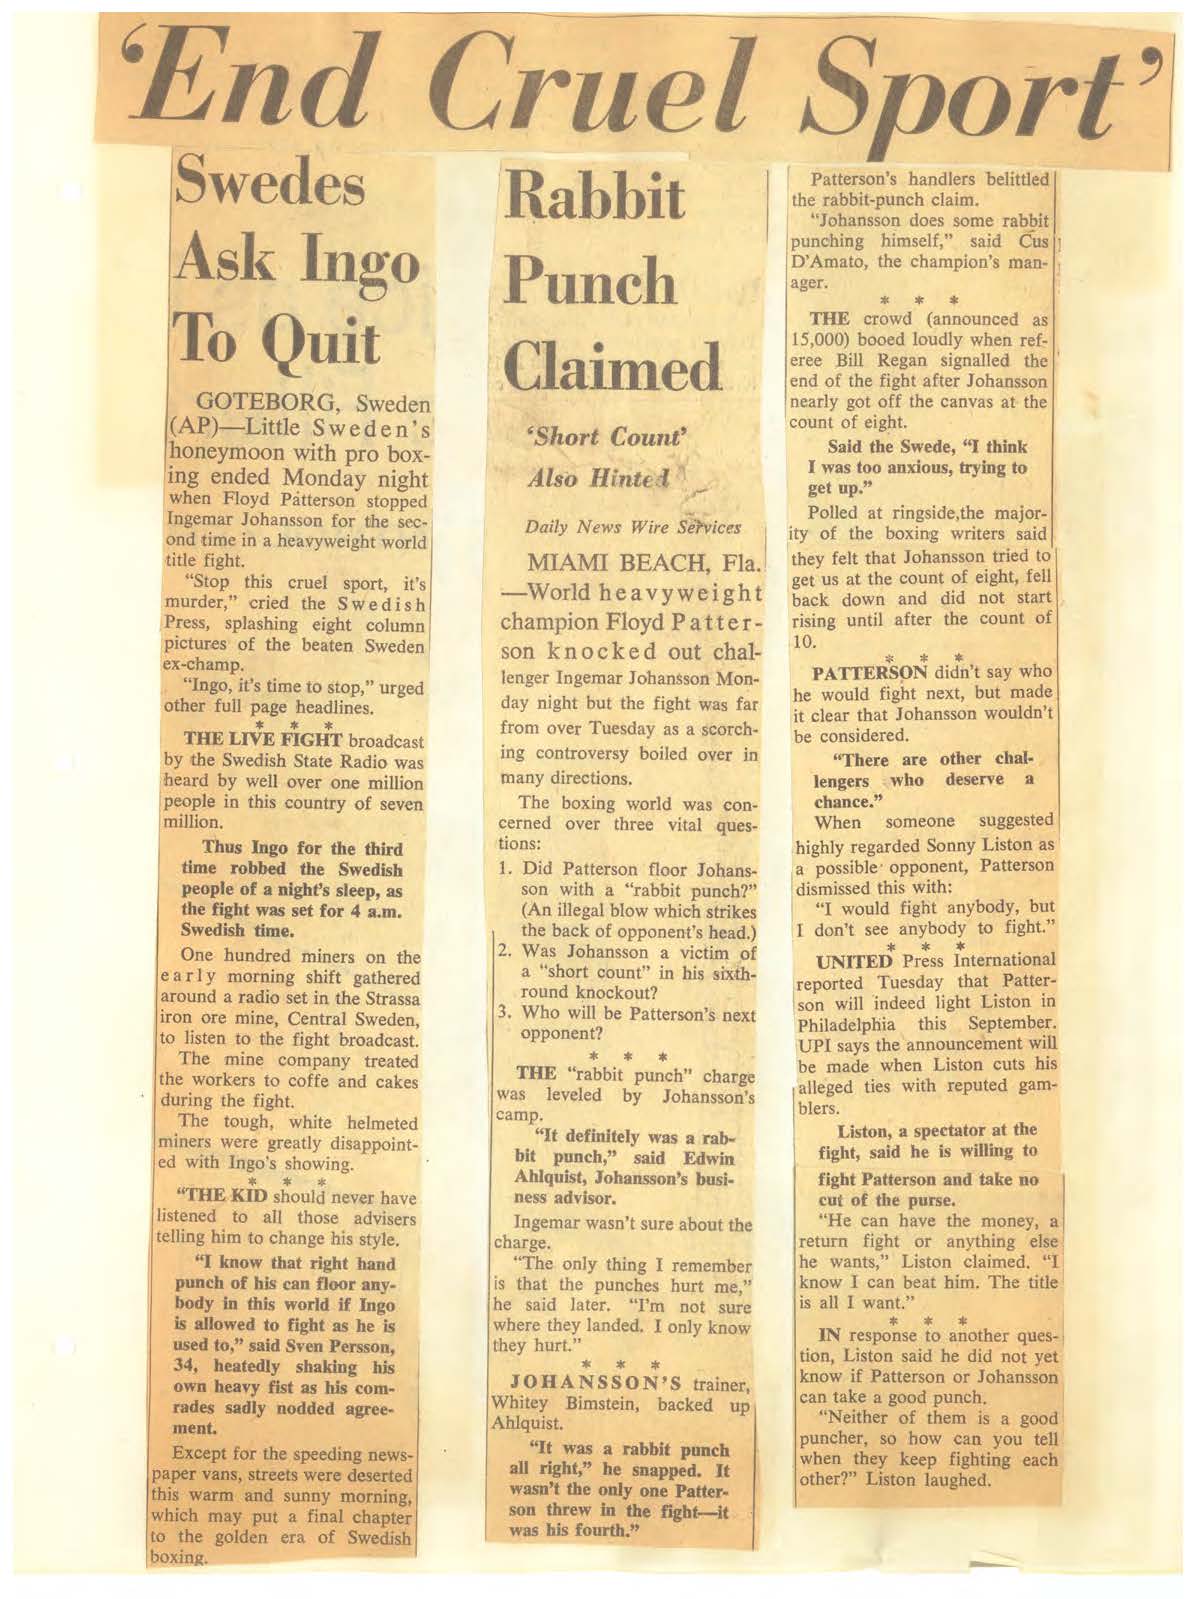 ‘End Cruel Sport’
Swedes
Ask Ingo
To Quit
GOTEBORG, Sweden
(AP)—Little Sweden's
honeymoon with pro box-
ing ended Monday night
when Floyd Patterson stopped
Ingemar Johansson for the sec-
ond time in a heavyweight world
title fight.
"Stop this cruel sport, it's
murder," cried the Swedish
Press, splashing eight column
pictures of the beaten Sweden
ex-champ.
"Ingo, it's time to stop," urged
other full page headlines.
* * *
THE LIVE FIGHT broadcast
by the Swedish State Radio was
heard by well over one million
people in this country of seven
million.
Thus Ingo for the third
time robbed the Swedish
people of a night's sleep, as
the fight was set for 4 a.m.
Swedish time.
One hundred miners on the
early morning shift gathered
around a radio set in the Strassa
iron ore mine, Central Sweden,
to listen to the fight broadcast.
The mine company treated
the workers to coffe and cakes
during the fight.
The tough, white helmeted
miners were greatly disappoint-
ed with Ingo's showing.
* * *
"THE KID should never have
listened to all those advisers
telling him to change his style.
"I know that right hand
punch of his can floor any-
body in this world if Ingo
is allowed to fight as he is
used to," said Sven Persson,
34, heatedly shaking his
own heavy fist as his com-
rades sadly nodded agree-
ment.
Except for the speeding news-
paper vans, streets were deserted
this warm and sunny morning,
which may put a final chapter
to the golden era of Swedish
boxing.
Rabbit
Punch
Claimed
‘Short Count’
Also Hinted
Daily News Wire Services
MIAMI BEACH, Fla.
—World heavyweight
champion Floyd Patter-
son knocked out chal-
lenger Ingemar Johansson Mon-
day night but the fight was far
from over Tuesday as a scorch-
ing controversy boiled over in
many directions.
The boxing world was con-
cerned over three vital ques-
tions:
1. Did Patterson floor Johans-
son with a "rabbit punch?"
(An illegal blow which strikes
the back of opponent's head.)
2. Was Johansson a victim of
a "short count" in his sixth-
round knockout?
3. Who will be Patterson's next
opponent?
* * *
THE "rabbit punch" charge
was leveled by Johansson's
camp.
"It definitely was a rab-
bit punch," said Edwin
Ahlquist, Johansson's busi-
ness advisor.
Ingemar wasn't sure about the
charge.
"The only thing I remember
is that the punches hurt me,"
he said later. "I'm not sure
where they landed. I only know
they hurt."
* * *
JOHANSSON'S trainer,
Whitey Bimstein, backed up
Ahlquist.
"It was a rabbit punch
all right," he snapped. It
wasn't the only one Patter-
son threw in the fight—it
was his fourth."
Patterson's handlers belittled
the rabbit-punch claim.
"Johansson does some rabbit
punching himself," said Cus
D'Amato, the champion's man-
ager.
* * *
THE crowd (announced as
15,000) booed loudly when ref-
eree Bill Regan signalled the
end of the fight after Johansson
nearly got off the canvas at the
count of eight.
Said the Swede, "I think
I was too anxious, trying to
get up."
Polled at ringside,the major-
ity of the boxing writers said
they felt that Johansson tried to
get us at the count of eight, fell
back down and did not start
rising until after the count of
10.
* * *
PATTERSON didn't say who
he would fight next, but made
it clear that Johansson wouldn't
be considered.
"There are other chal-
lengers who deserve a
chance."
When someone suggested
highly regarded Sonny Liston as
a possible opponent, Patterson
dismissed this with:
"I would fight anybody, but
I don't see anybody to fight."
* * *
UNITED Press International
reported Tuesday that Patter-
son will indeed light Liston in
Philadelphia this September.
UPI says the announcement will
be made when Liston cuts his
alleged ties with reputed gam-
blers.
Liston, a spectator at the
fight, said he is willing to
fight Patterson and take no
cut of the purse.
"He can have the money, a
return fight or anything else
he wants," Liston claimed. "I
know I can beat him. The title
is all I want."
* * *
IN response to another ques-
tion, Liston said he did not yet
know if Patterson or Johansson
can take a good punch.
"Neither of them is a good
puncher, so how can you tell
when they keep fighting each
other?" Liston laughed.